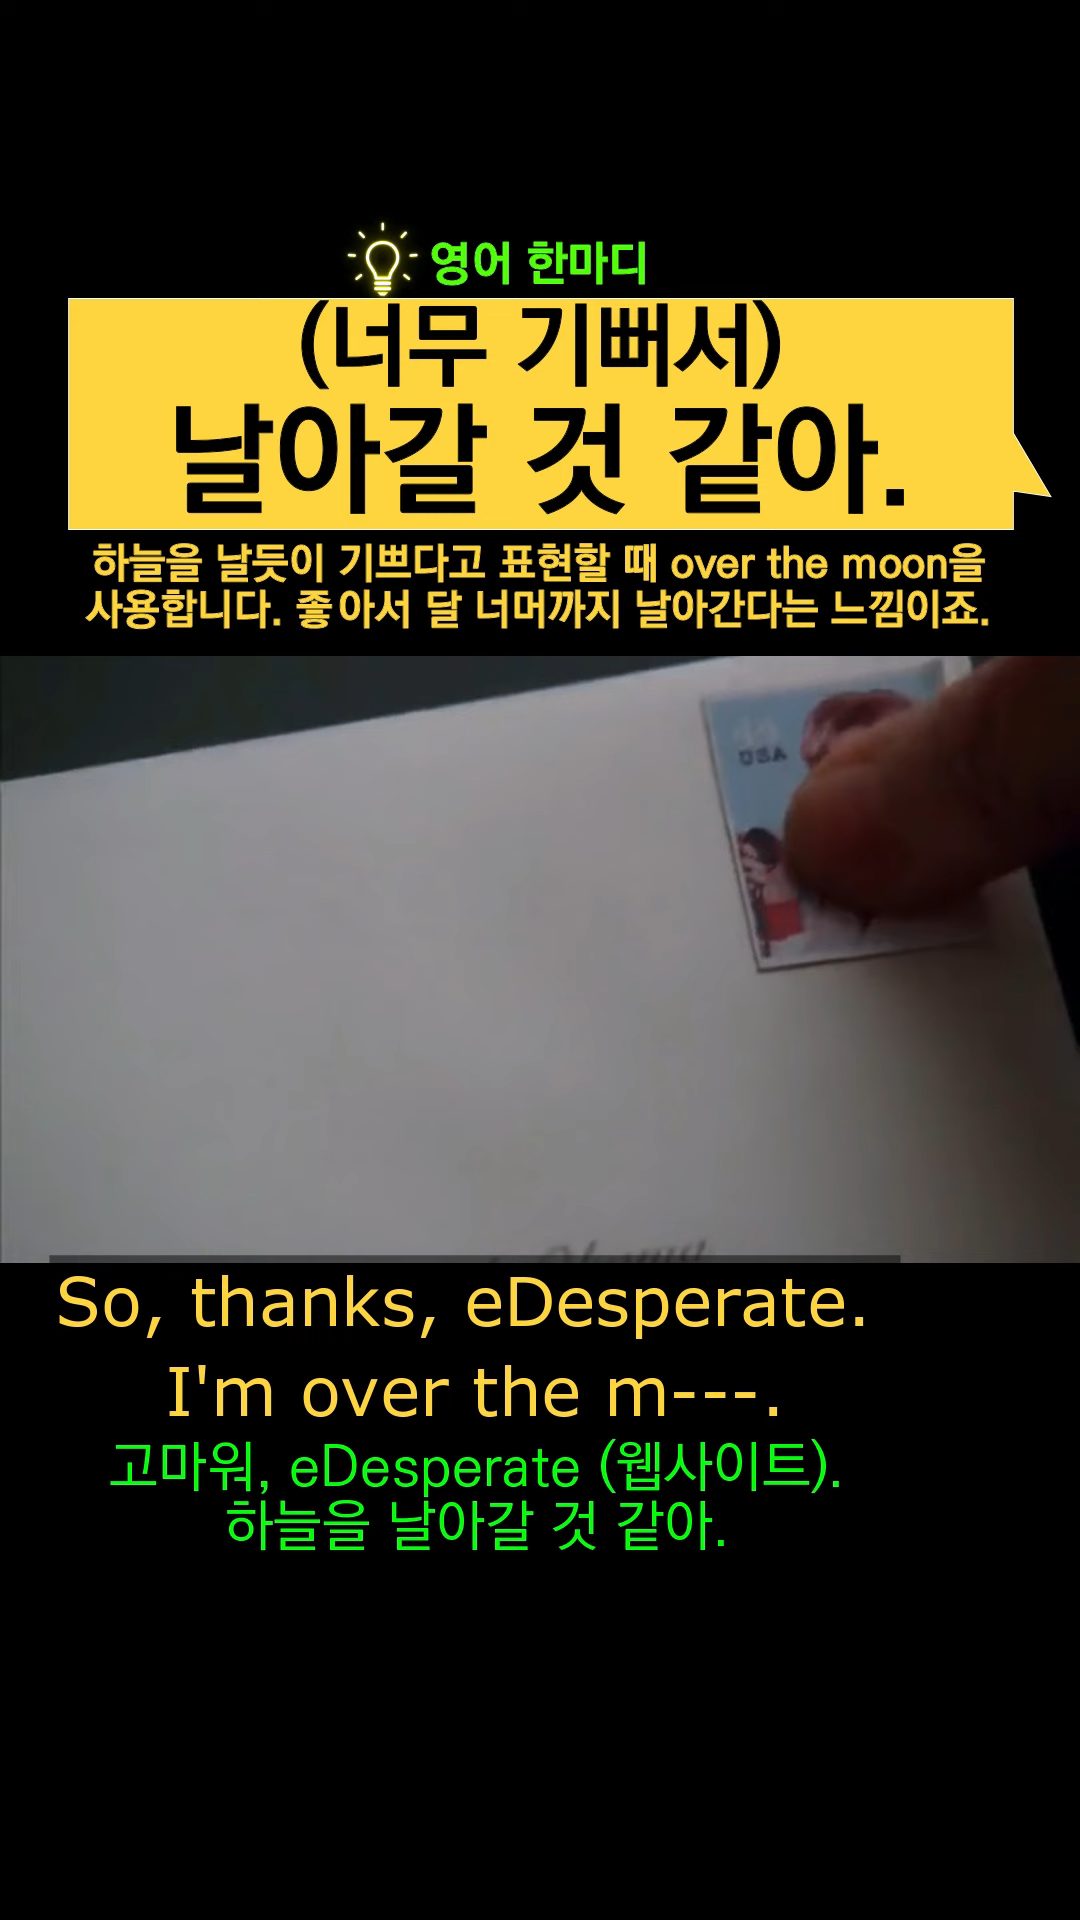 영어 한마디
(너무 기뻐서)
날아갈 것 같아.
하늘을 날듯이 기쁘다고 표현할 때 over the moon을
사용합니다. 좋아서 달 너머까지 날아간다는 느낌이죠.
USA
So, thanks, eDesperate.
I'm over the m---.
고마워, eDesperate (웹사이트).
하늘을 날아갈 것 같아.